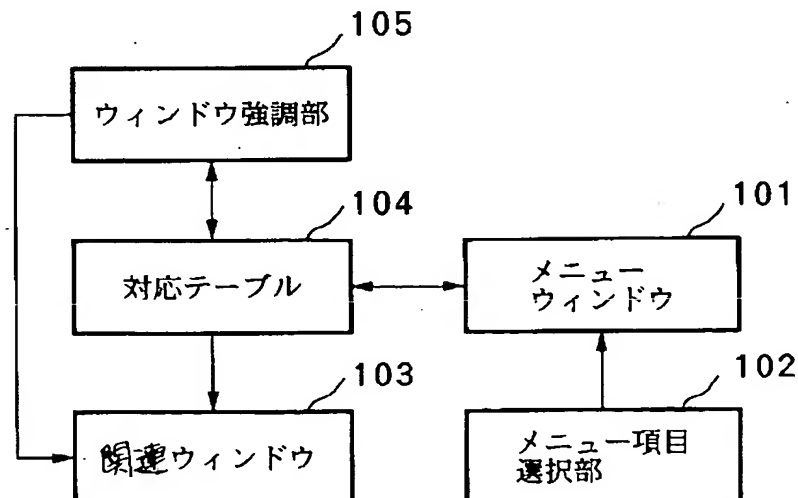 105
ウィンドウ強調部
104
対応テーブル
101
メニュー
ウィンドウ
103
関連ウィンドウ
102
メニュー項目
選択部